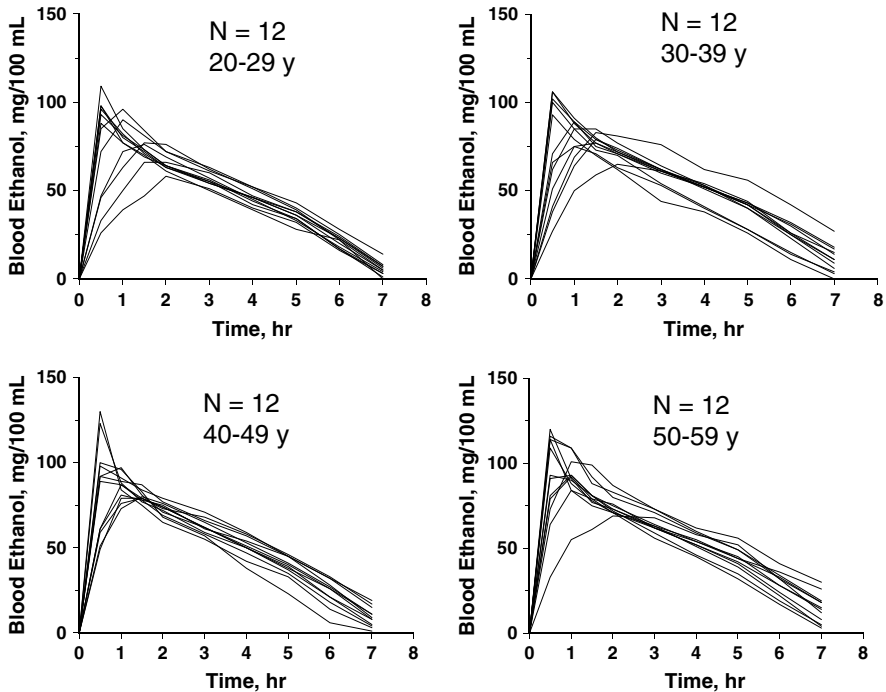 150
N = 12
20-29 y
100
50
0
Blood Ethanol, mg/100 mL
0 1 2 3 4 5 6 7 8
Time, hr
150
N = 12
30-39 y
100
50
0
Blood Ethanol, mg/100 mL
0 1 2 3 4 5 6 7 8
Time, hr
150
N = 12
40-49 y
100
50
0
Blood Ethanol, mg/100 mL
0 1 2 3 4 5 6 7 8
Time, hr
150
N = 12
50-59 y
100
50
0
Blood Ethanol, mg/100 mL
0 1 2 3 4 5 6 7 8
Time, hr